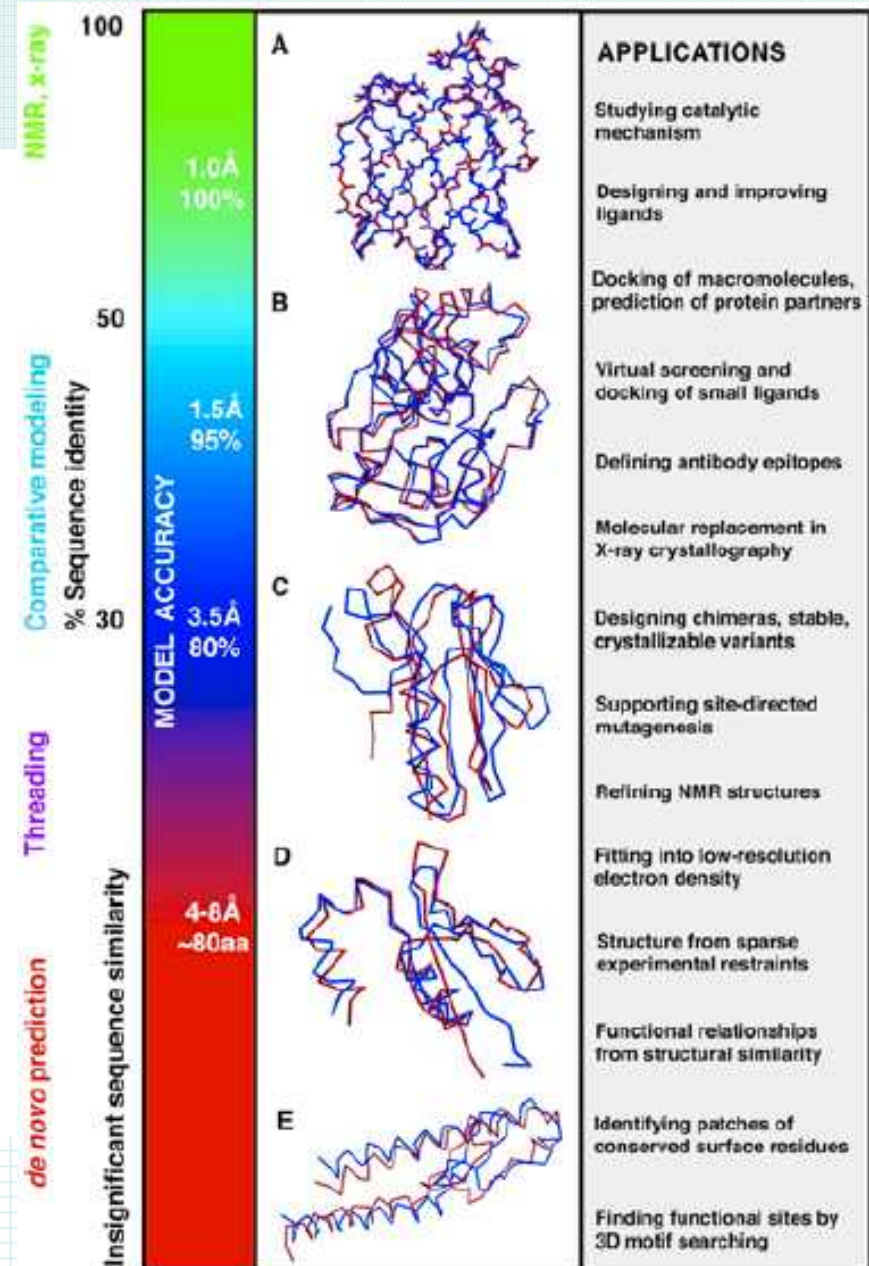 NMR, x-ray
Comparative modeling
Threading
de novo prediction
% Sequence identity
Insignificant sequence similarity
100
50
30
MODEL ACCURACY
1.0Å
100%
1.5Å
95%
3.5Å
80%
4-8Å
~80aa
A
B
C
D
E
APPLICATIONS
Studying catalytic
mechanism
Designing and improving
ligands
Docking of macromolecules,
prediction of protein partners
Virtual screening and
docking of small ligands
Defining antibody epitopes
Molecular replacement in
X-ray crystallography
Designing chimeras, stable,
crystallizable variants
Supporting site-directed
mutagenesis
Refining NMR structures
Fitting into low-resolution
electron density
Structure from sparse
experimental restraints
Functional relationships
from structural similarity
Identifying patches of
conserved surface residues
Finding functional sites by
3D motif searching